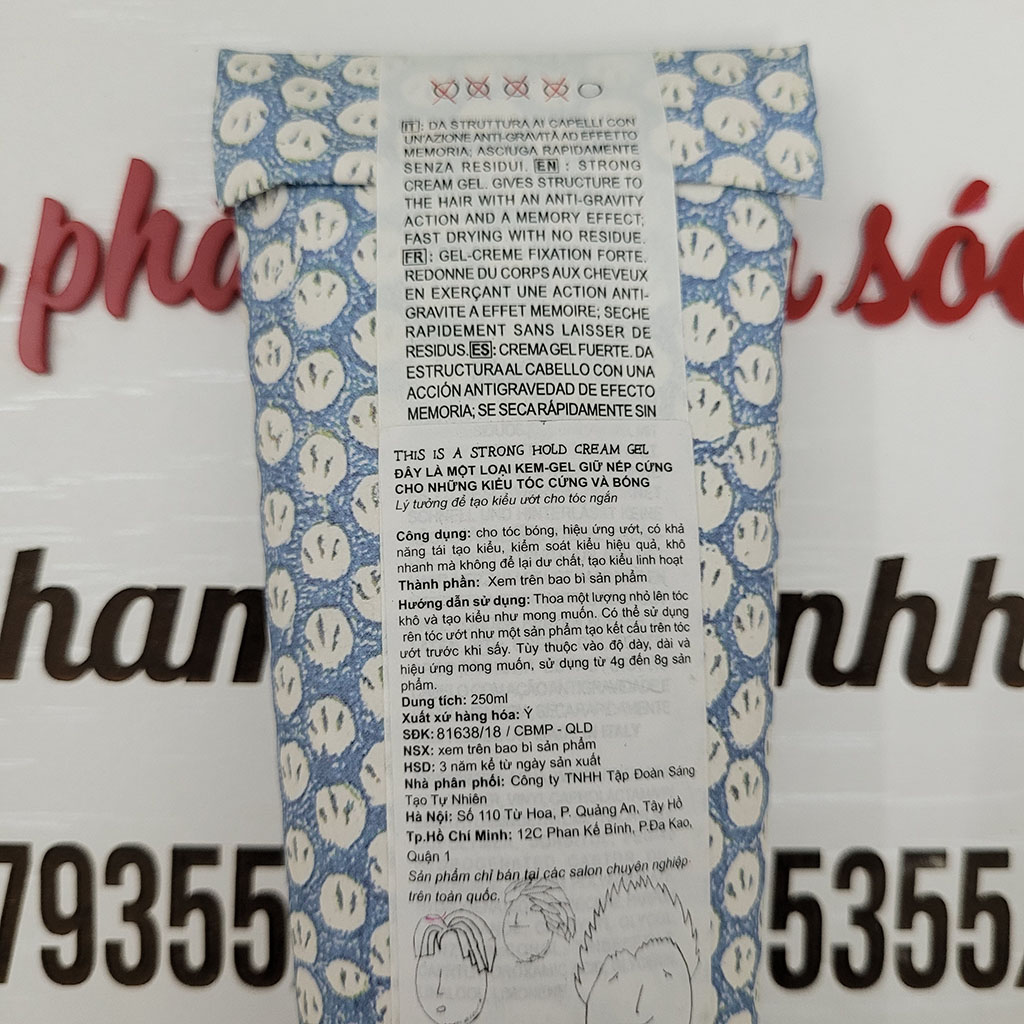 IT: DA STRUTTURA AI CAPELLI CON
UN'AZIONE ANTI-GRAVITÀ AD EFFETTO
MEMORIA; ASCIUGA RAPIDAMENTE
SENZA RESIDUI. EN : STRONG
CREAM GEL. GIVES STRUCTURE TO
THE HAIR WITH AN ANTI-GRAVITY
ACTION AND A MEMORY EFFECT;
FAST DRYING WITH NO RESIDUE.
FR: GEL-CREME FIXATION FORTE.
REDONNE DU CORPS AUX CHEVEUX
EN EXERÇANT UNE ACTION ANTI-
GRAVITE A EFFET MEMOIRE; SECHE
RAPIDEMENT SANS LAISSER DE
RESIDUS. ES: CREMA GEL FUERTE. DA
ESTRUCTURA AL CABELLO CON UNA
ACCIÓN ANTIGRAVEDAD DE EFECTO
MEMORIA; SE SECA RÁPIDAMENTE SIN
THIS IS A STRONG HOLD CREAM GEL
ĐÂY LÀ MỘT LOẠI KEM-GEL GIỮ NÉP CỨNG
CHO NHỮNG KIỂU TÓC CỨNG VÀ BÓNG
Lý tưởng để tạo kiểu ướt cho tóc ngắn
Công dụng: cho tóc bóng, hiệu ứng ướt, có khả
năng tái tạo kiểu, kiểm soát kiểu hiệu quả, khô
nhanh mà không để lại dư chất, tạo kiểu linh hoạt
Thành phần: Xem trên bao bì sản phẩm
Hướng dẫn sử dụng: Thoa một lượng nhỏ lên tóc
khô và tạo kiểu như mong muốn. Có thể sử dụng
rên tóc ướt như một sản phẩm tạo kết cấu trên tóc
ướt trước khi sấy. Tùy thuộc vào độ dày, dài và
hiệu ứng mong muốn, sử dụng từ 4g đến 8g sản
phẩm.
Dung tích: 250ml
Xuất xứ hàng hóa: Ý
SĐK: 81638/18 / CBMP - QLD
NSX: xem trên bao bì sản phẩm
HSD: 3 năm kể từ ngày sản xuất
Nhà phân phối: Công ty TNHH Tập Đoàn Sáng
Tạo Tự Nhiên
Hà Nội: Số 110 Từ Hoa, P. Quảng An, Tây Hồ
Tp.Hồ Chí Minh: 12C Phan Kế Bính, P.Đa Kao,
Quận 1
Sản phẩm chỉ bán tại các salon chuyên nghiệp
trên toàn quốc.
79355
5355